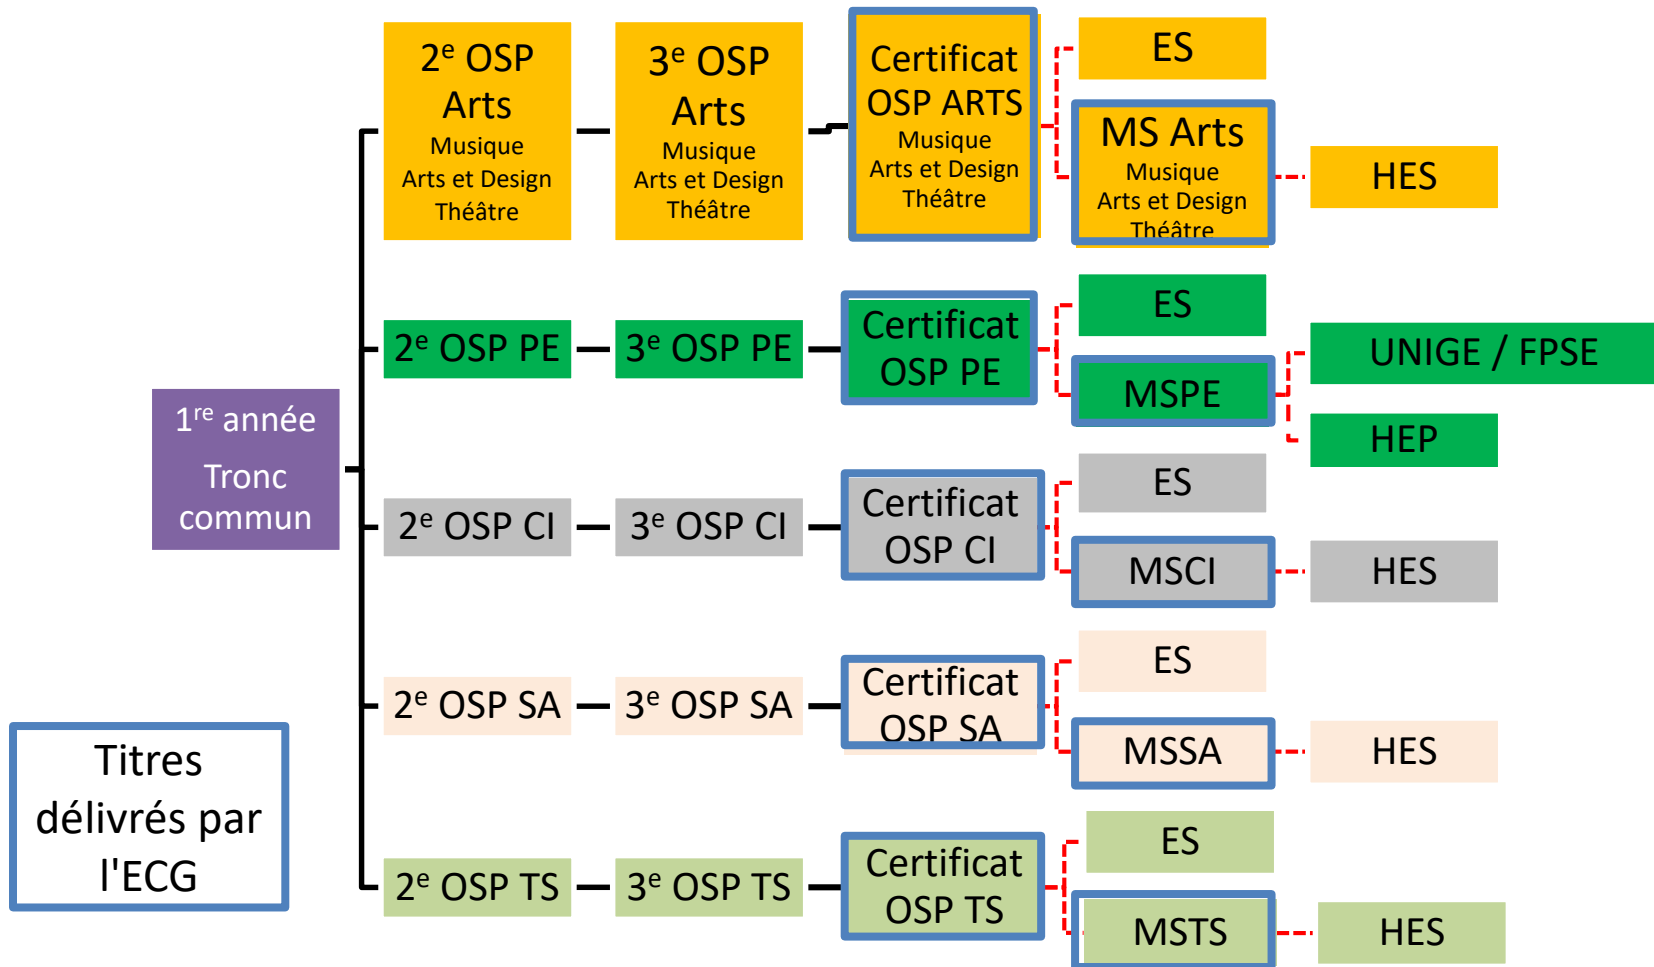 2e OSP
Arts
Musique
Arts et Design
Théâtre
3e OSP
Arts
Musique
Arts et Design
Théâtre
Certificat
OSP ARTS
Musique
Arts et Design
Théâtre
ES
MS Arts
Musique
Arts et Design
Théâtre
HES
2e OSP PE
3e OSP PE
Certificat
OSP PE
ES
MSPE
UNIGE / FPSE
HEP
1re année
Tronc
commun
2e OSP CI
3e OSP CI
Certificat
OSP CI
ES
MSCI
HES
2e OSP SA
3e OSP SA
Certificat
OSP SA
ES
MSSA
HES
2e OSP TS
3e OSP TS
Certificat
OSP TS
ES
MSTS
HES
Titres
délivrés par
l'ECG